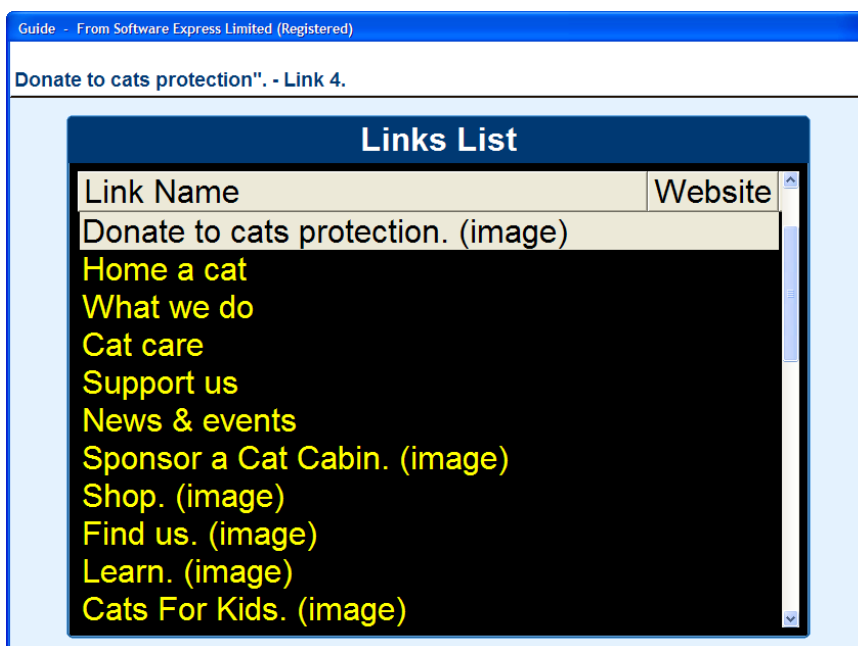 Guide - From Software Express Limited (Registered)
Donate to cats protection". - Link 4.
Links List
Link Name Website
Donate to cats protection. (image)
Home a cat
What we do
Cat care
Support us
News & events
Sponsor a Cat Cabin. (image)
Shop. (image)
Find us. (image)
Learn. (image)
Cats For Kids. (image)